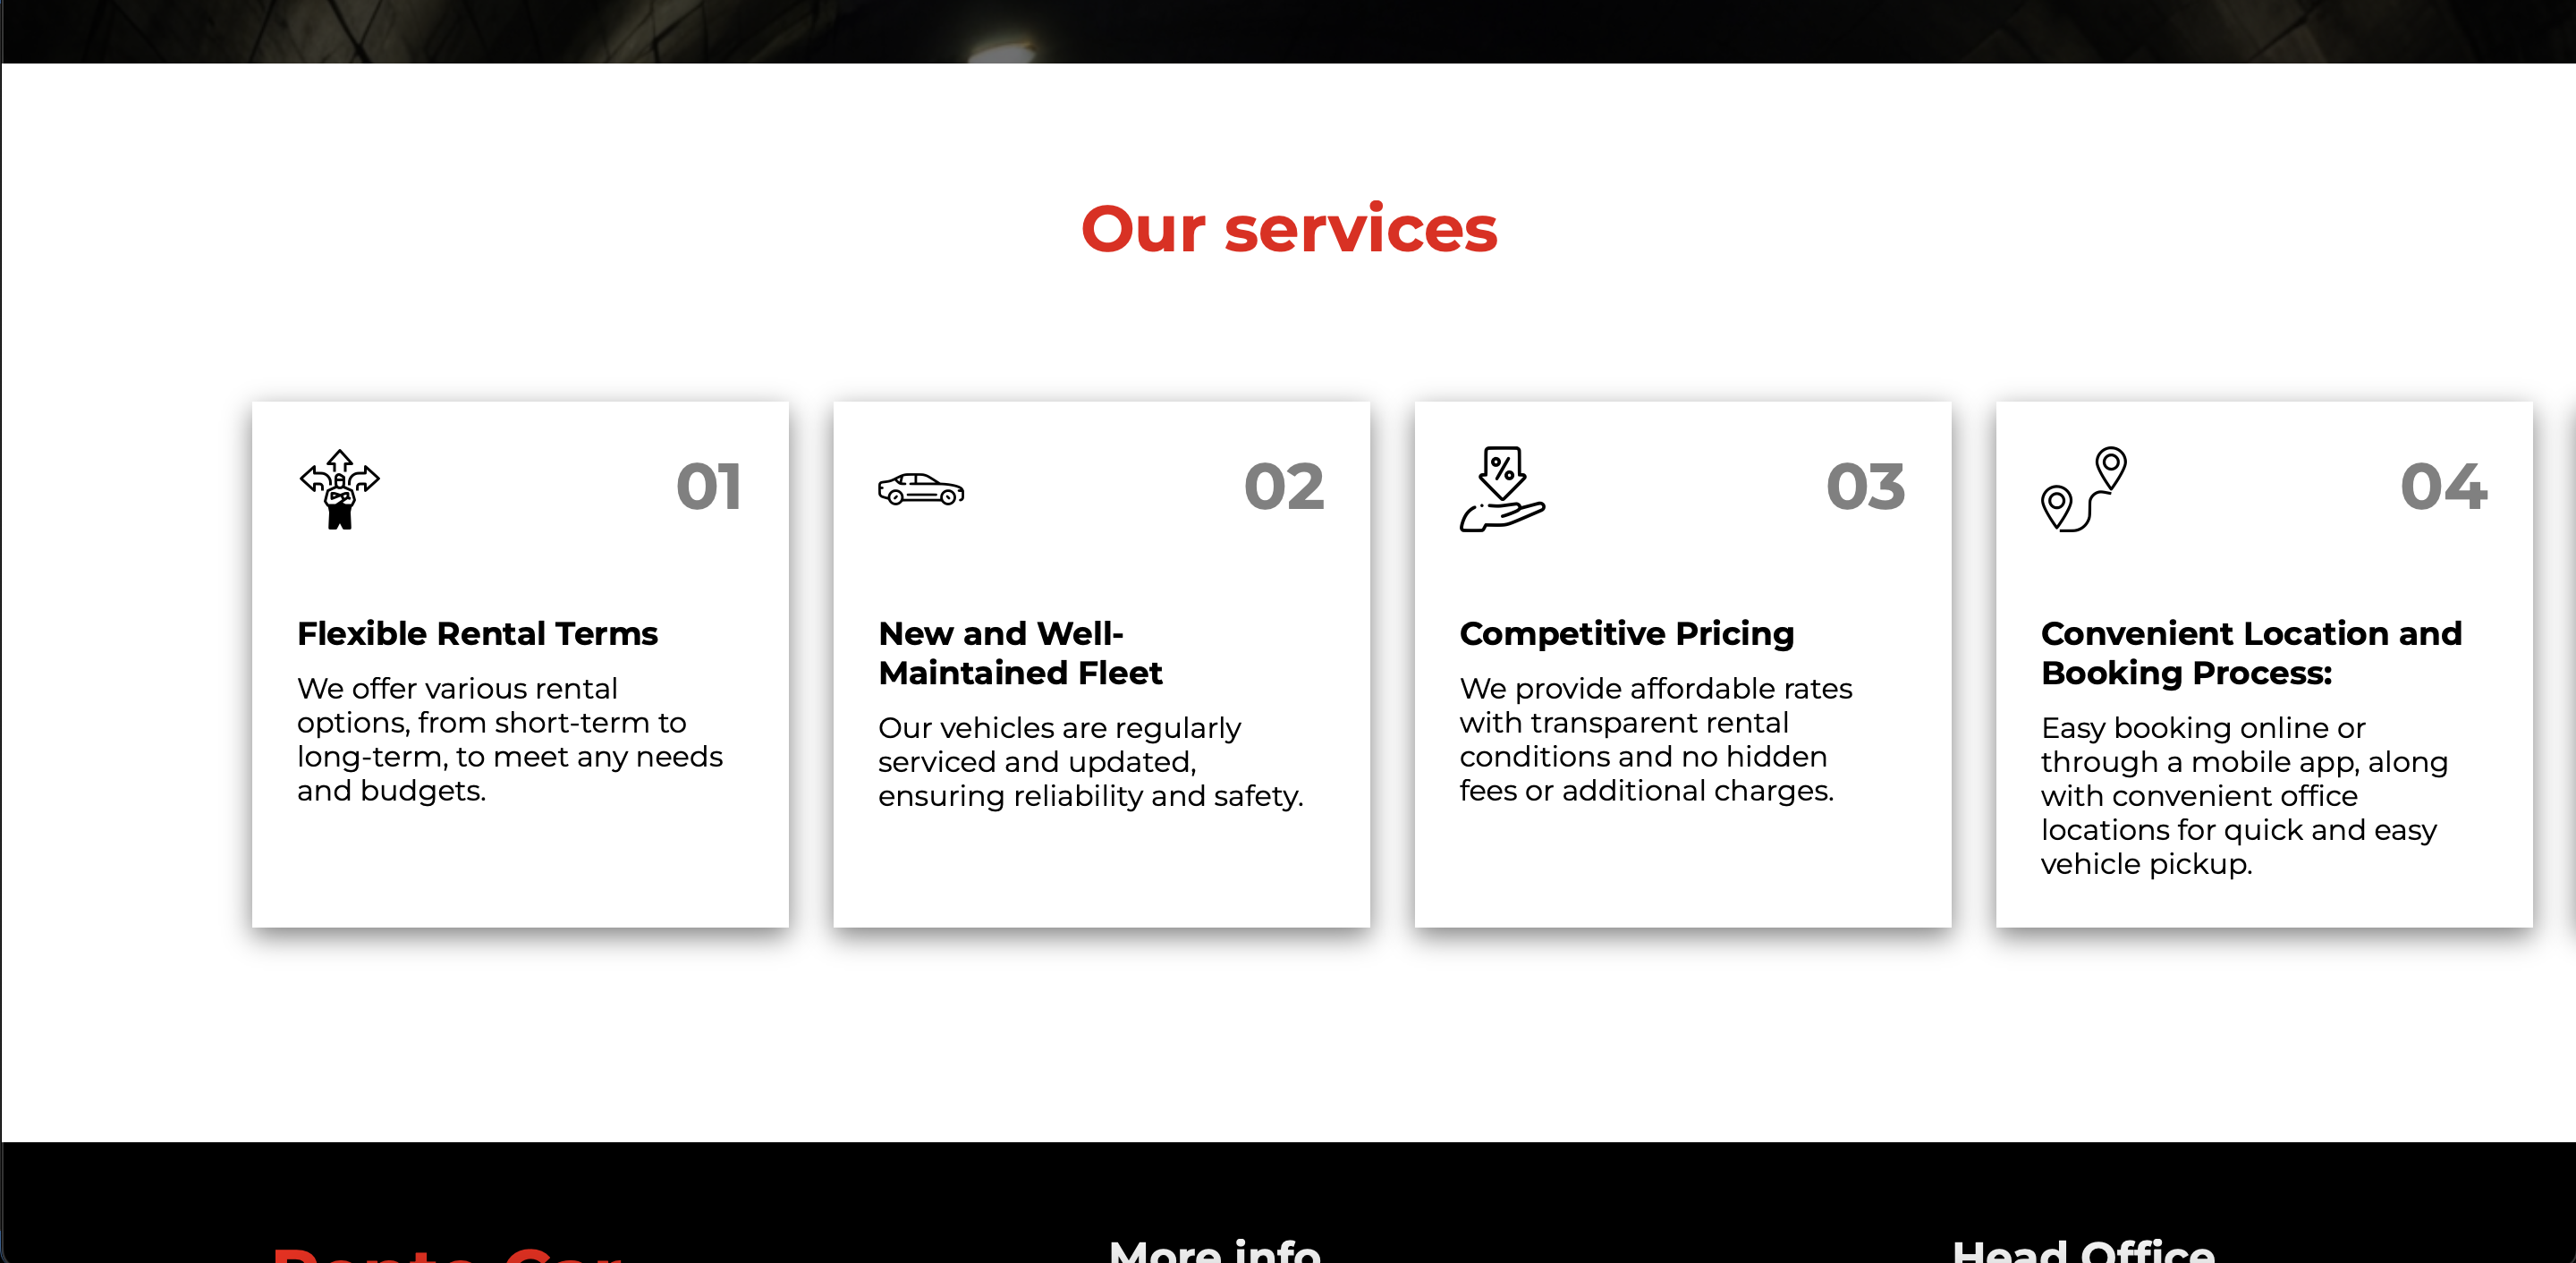 Our services
01
Flexible Rental Terms
We offer various rental
options, from short-term to
long-term, to meet any needs
and budgets.
02
New and Well-
Maintained Fleet
Our vehicles are regularly
serviced and updated,
ensuring reliability and safety.
03
Competitive Pricing
We provide affordable rates
with transparent rental
conditions and no hidden
fees or additional charges.
04
Convenient Location and
Booking Process:
Easy booking online or
through a mobile app, along
with convenient office
locations for quick and easy
vehicle pickup.
Rento Car
More info
Head Office